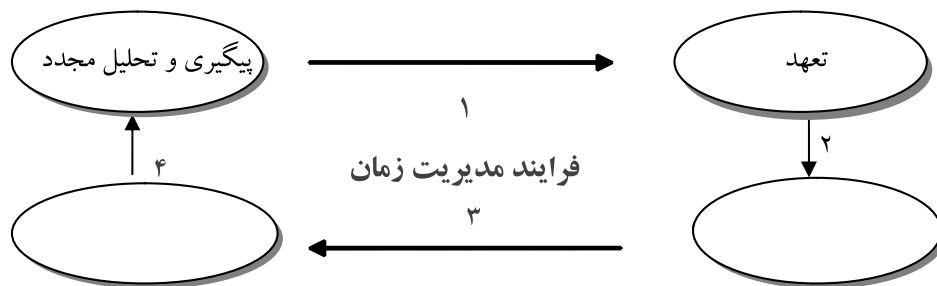 تعهد
پیگیری و تحلیل مجدد
۱
۲
فرایند مدیریت زمان
۴
۳